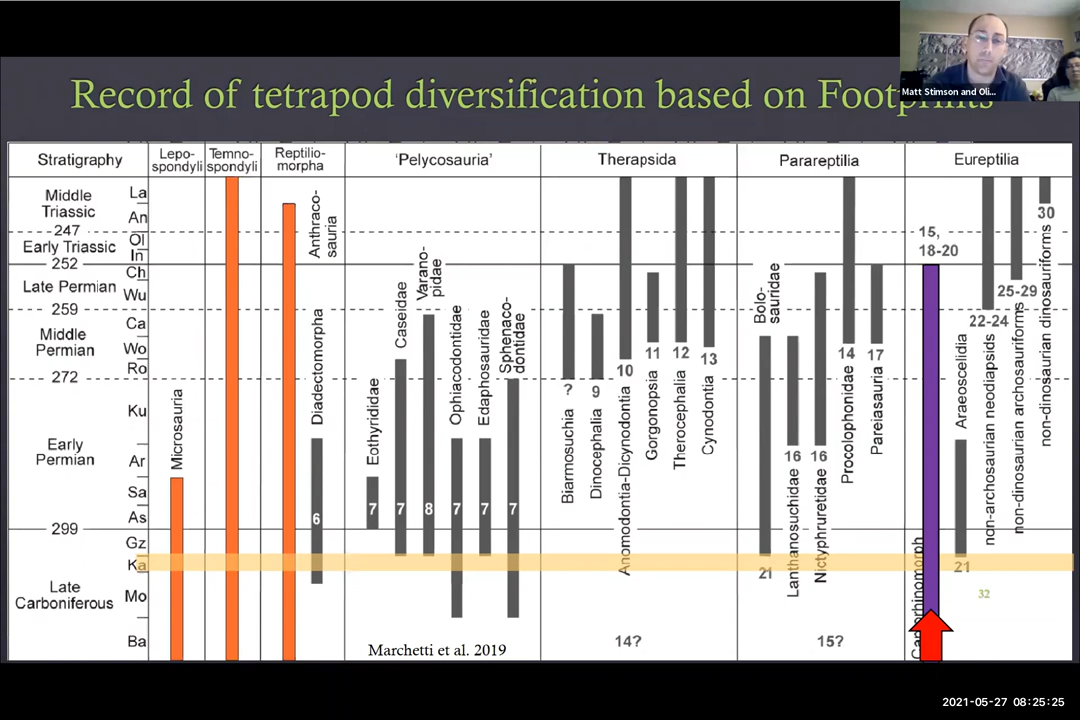 Matt Stimson and Oli...
Record of tetrapod diversification based on Footprints
Stratigraphy
Lepo-
spondyli
Temno-
spondyli
Reptilio-
morpha
'Pelycosauria'
Therapsida
Parareptilia
Eureptilia
Middle
Triassic
La
An
247
Early Triassic
Ol
In
252
Late Permian
Ch
Wu
259
Middle
Permian
Ca
Wo
Ro
272
Early
Permian
Ku
Ar
Sa
As
299
Late
Carboniferous
Gz
Ka
Mo
Ba
Microsauria
Anthraco-
sauria
Diadectomorpha
6
Eothyrididae
7
Caseidae
7
Varano-
pidae
8
Ophiacodontidae
7
Edaphosauridae
7
Sphenaco-
dontidae
7
Marchetti et al. 2019
?
Biarmosuchia
9
Dinocephalia
10
Anomodontia-Dicynodontia
11
Gorgonopsia
12
Therocephalia
13
Cynodontia
14?
Bolo-
sauridae
21
16
Lanthanosuchidae
16
Nictyphruretidae
14
Procolophonidae
17
Pareiasauria
15?
15,
18-20
Araeoscelidia
21
22-24
non-archosaurian neodiapsids
25-29
non-dinosaurian archosauriforms
30
non-dinosaurian dinosauriforms
32
2021-05-27 08:25:25